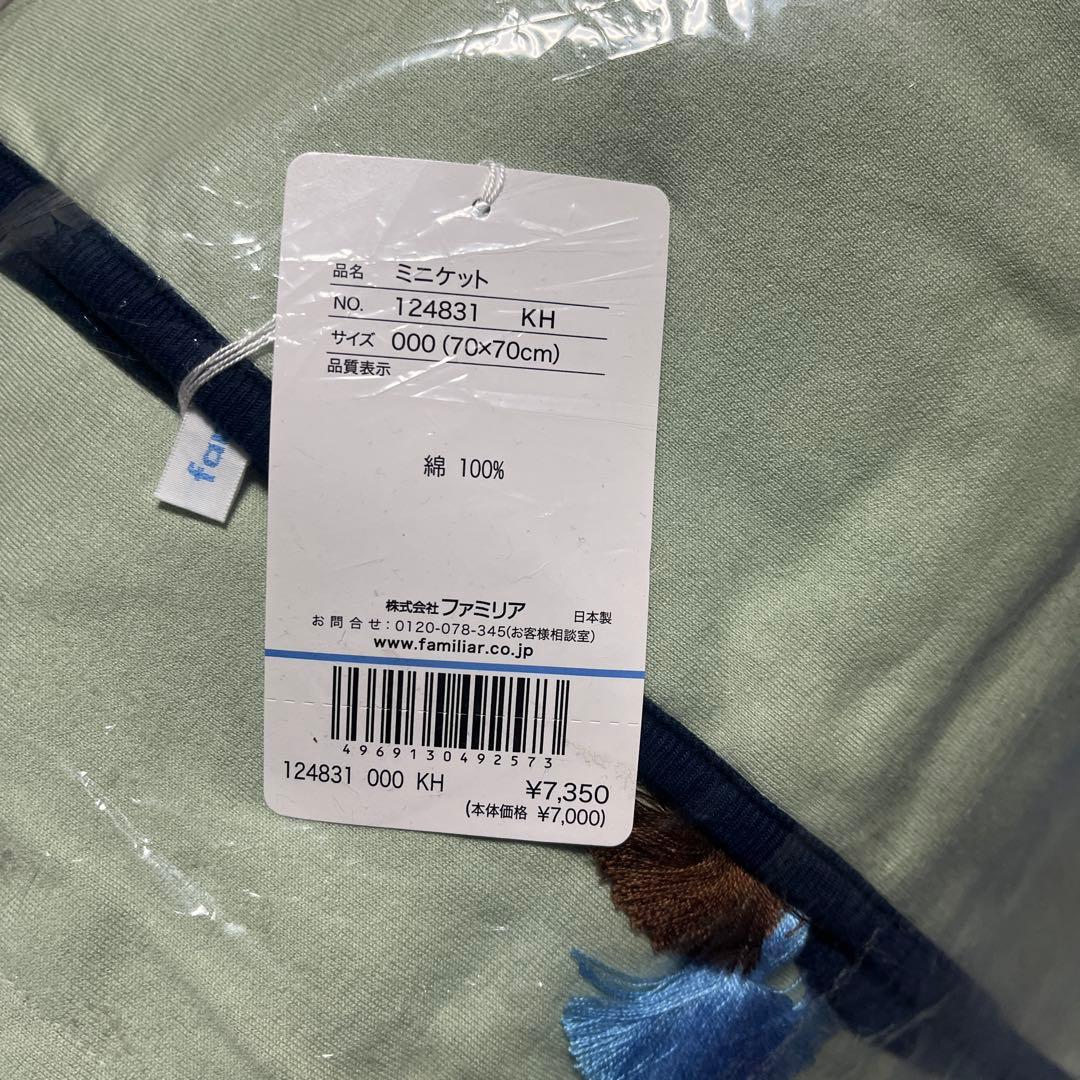 品名 ミニケット
NO. 124831 KH
サイズ 000 (70×70cm)
品質表示
綿 100%
株式会社ファミリア 日本製
お問合せ:0120-078-345(お客様相談室)
www.familiar.co.jp
4969130492573
124831 000 KH
¥7,350
(本体価格 ¥7,000)